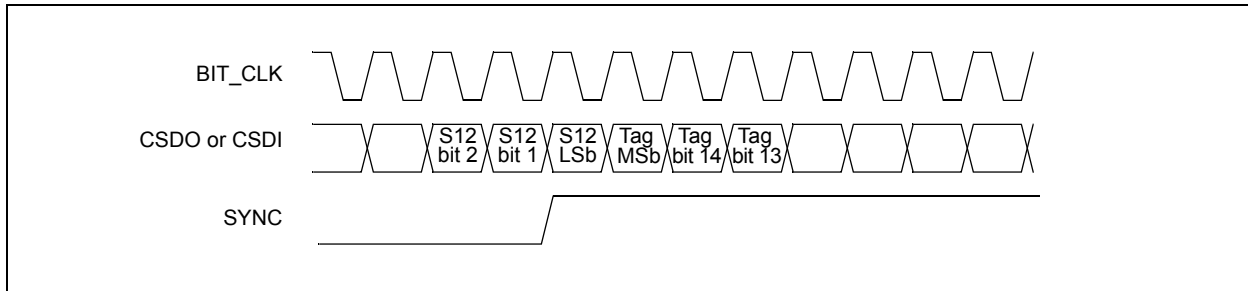 BIT_CLK
CSDO or CSDI
S12 bit 2
S12 bit 1
S12 LSb
Tag MSb
Tag bit 14
Tag bit 13
SYNC